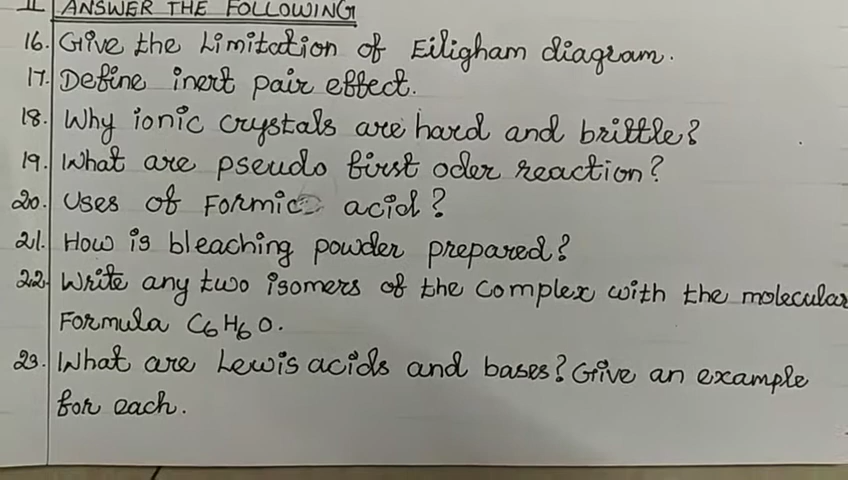 II ANSWER THE FOLLOWING
16. Give the Limitation of Eiligham diagram.
17. Define inert pair effect.
18. Why ionic crystals are hard and brittle?
19. What are pseudo first oder reaction?
20. Uses of Formic acid?
21. How is bleaching powder prepared?
22. Write any two isomers of the complex with the molecular
Formula C6H6O.
23. What are Lewis acids and bases? Give an example
for each.